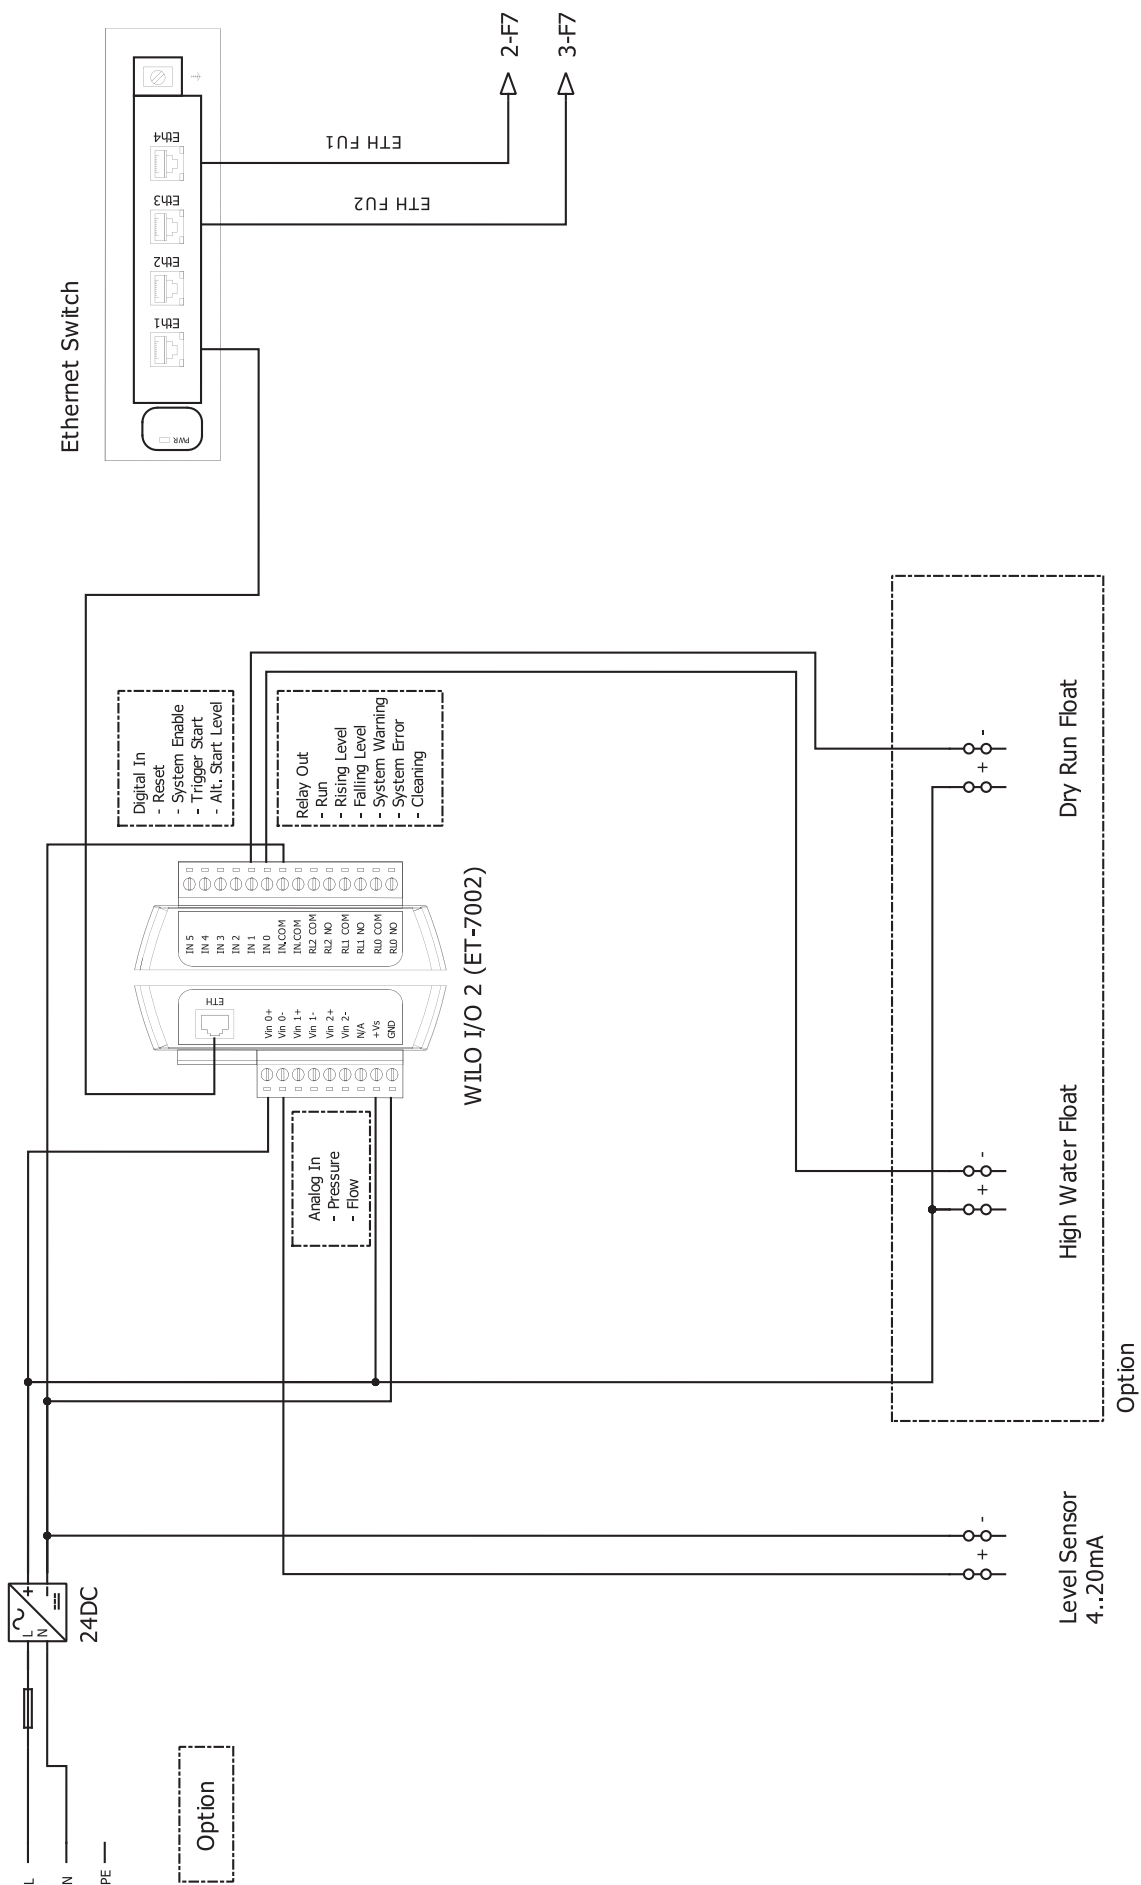 Ethernet Switch
PWR
Eth1
Eth2
Eth3
Eth4
ETH FU1
ETH FU2
2-F7
3-F7
Digital In
- Reset
- System Enable
- Trigger Start
- Alt. Start Level
Relay Out
- Run
- Rising Level
- Falling Level
- System Warning
- System Error
- Cleaning
IN 5
IN 4
IN 3
IN 2
IN 1
IN 0
IN.COM
IN.COM
RL2 COM
RL2 NO
RL1 COM
RL1 NO
RL0 COM
RL0 NO
ETH
Vin 0+
Vin 0-
Vin 1+
Vin 1-
Vin 2+
Vin 2-
N/A
+Vs
GND
WILO I/O 2 (ET-7002)
Analog In
- Pressure
- Flow
L
N
+
-
24DC
L
N
PE
Option
Level Sensor
4..20mA
+
-
High Water Float
+
-
Dry Run Float
+
-
Option